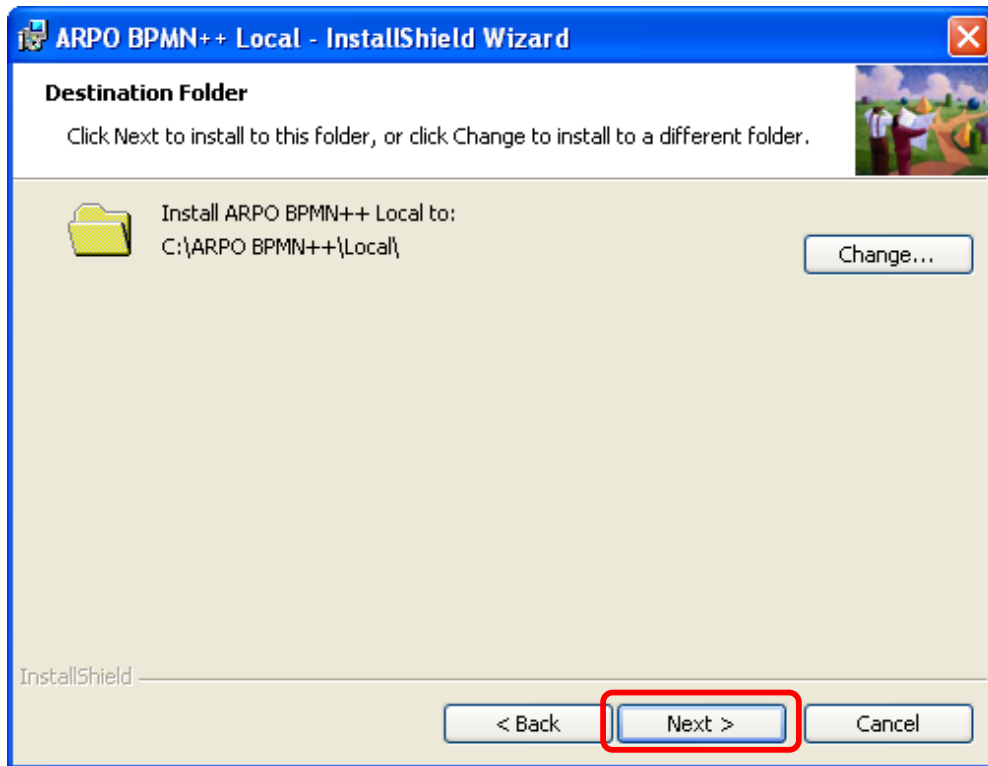 ARPO BPMN++ Local - InstallShield Wizard
Destination Folder
Click Next to install to this folder, or click Change to install to a different folder.
Install ARPO BPMN++ Local to:
C:\ARPO BPMN++\Local\
Change...
InstallShield
< Back
Next >
Cancel